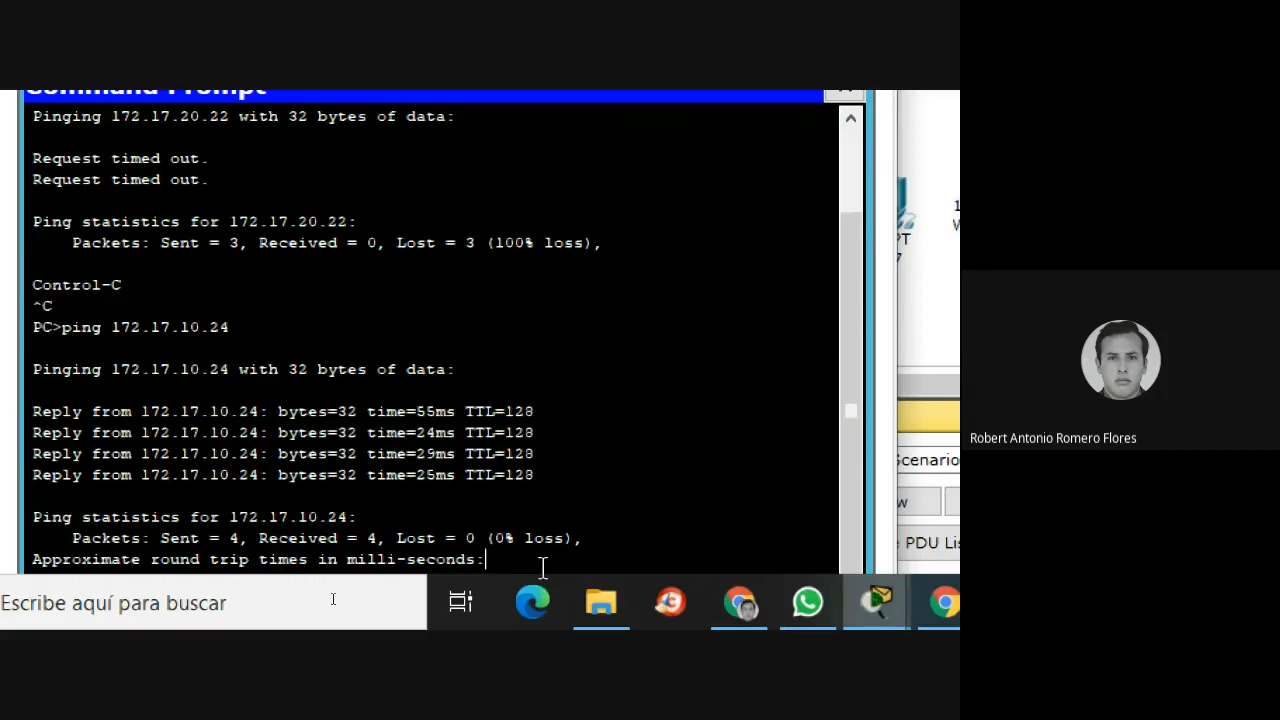 Command Prompt
Pinging 172.17.20.22 with 32 bytes of data:
Request timed out.
Request timed out.
Ping statistics for 172.17.20.22:
Packets: Sent = 3, Received = 0, Lost = 3 (100% loss),
Control-C
^C
PC>ping 172.17.10.24
Pinging 172.17.10.24 with 32 bytes of data:
Reply from 172.17.10.24: bytes=32 time=55ms TTL=128
Reply from 172.17.10.24: bytes=32 time=24ms TTL=128
Reply from 172.17.10.24: bytes=32 time=29ms TTL=128
Reply from 172.17.10.24: bytes=32 time=25ms TTL=128
Ping statistics for 172.17.10.24:
Packets: Sent = 4, Received = 4, Lost = 0 (0% loss),
Approximate round trip times in milli-seconds:
PT
7
Scenario
w
PDU Lis
Escribe aquí para buscar
Robert Antonio Romero Flores